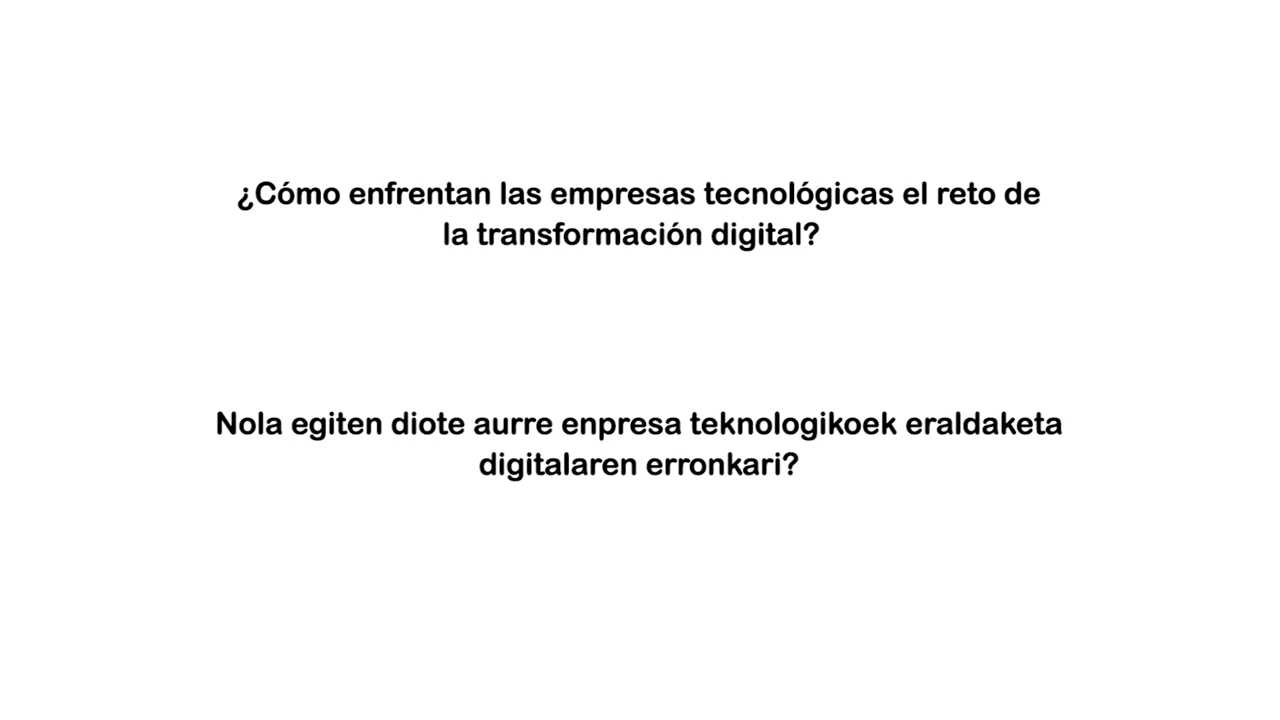 ¿Cómo enfrentan las empresas tecnológicas el reto de
la transformación digital?
Nola egiten diote aurre enpresa teknologikoek eraldaketa
digitalaren erronkari?